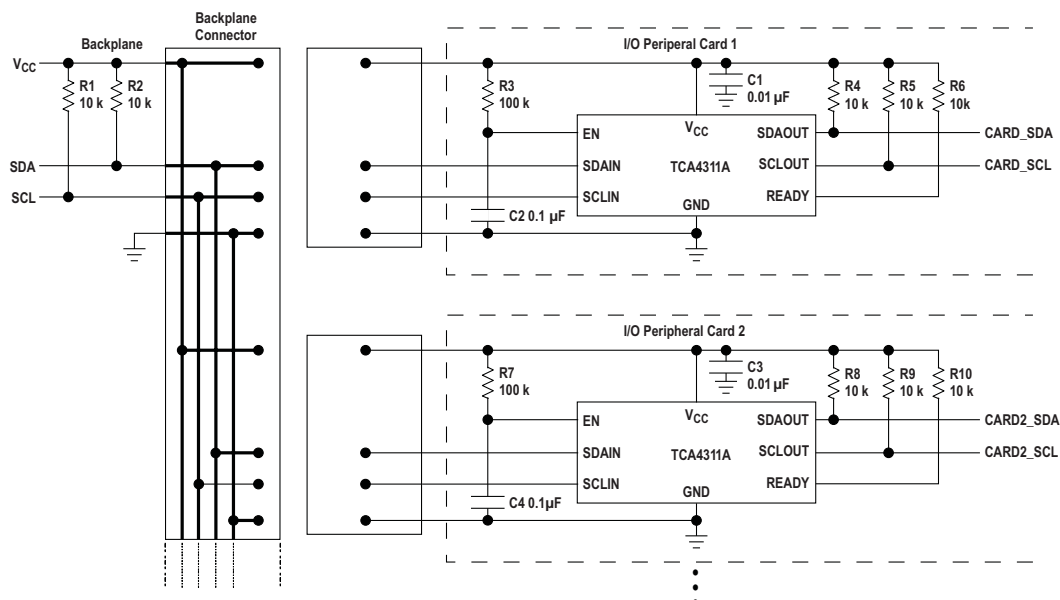 Backplane
Connector
Backplane
VCC
R1
10 k
R2
10 k
SDA
SCL
I/O Periperal Card 1
R3
100 k
C1
0.01 µF
R4
10 k
R5
10 k
R6
10k
EN
VCC
SDAOUT
CARD_SDA
SDAIN
TCA4311A
SCLOUT
CARD_SCL
SCLIN
READY
GND
C2 0.1 µF
I/O Peripheral Card 2
R7
100 k
C3
0.01 µF
R8
10 k
R9
10 k
R10
10 k
EN
VCC
SDAOUT
CARD2_SDA
SDAIN
TCA4311A
SCLOUT
CARD2_SCL
SCLIN
READY
GND
C4 0.1µF